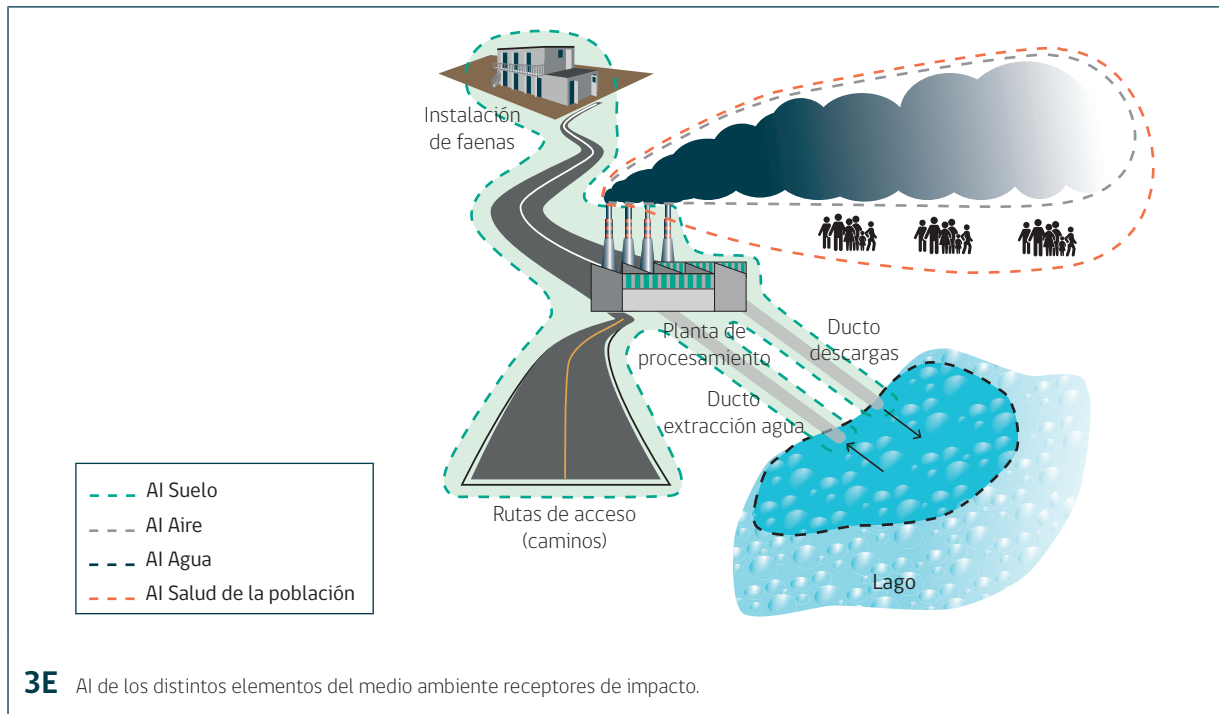 Instalación
de faenas
Planta de
procesamiento
Ducto
descargas
Ducto
extracción agua
Rutas de acceso
(caminos)
Lago
AI Suelo
AI Aire
AI Agua
AI Salud de la población
3E AI de los distintos elementos del medio ambiente receptores de impacto.